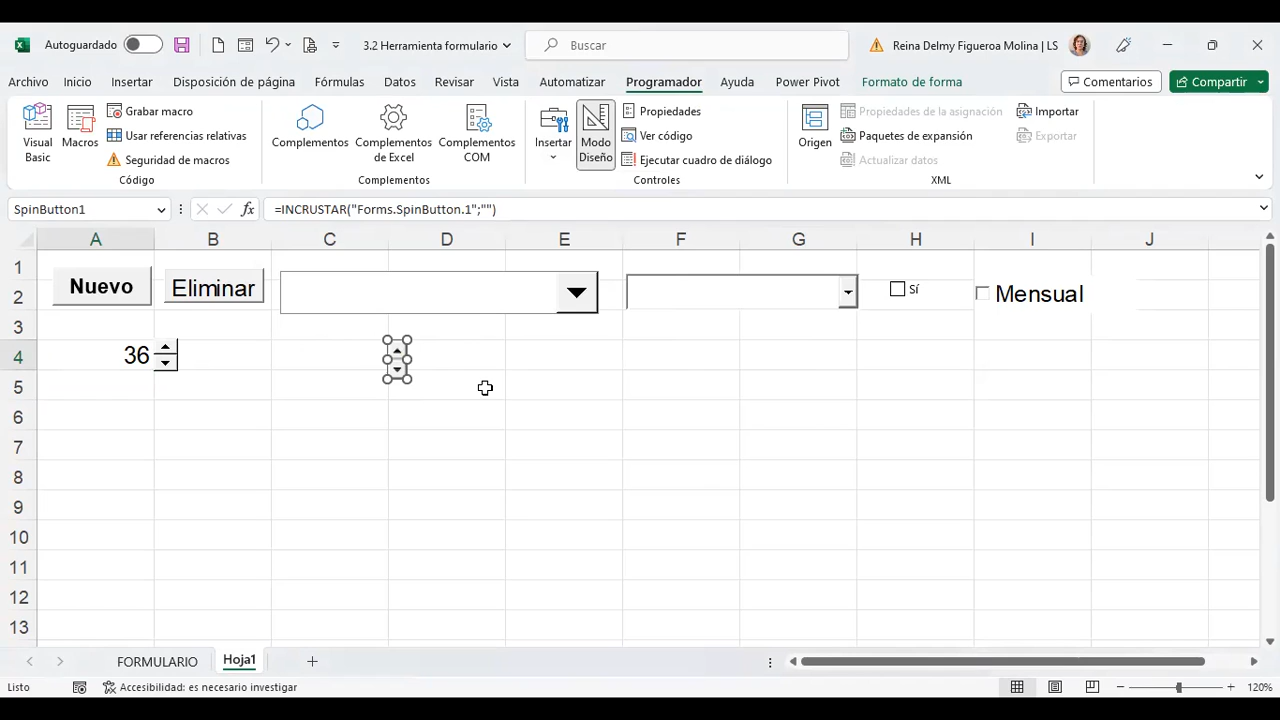 Autoguardado
3.2 Herramienta formulario
Buscar
Reina Delmy Figueroa Molina | LS
Archivo Inicio Insertar Disposición de página Fórmulas Datos Revisar Vista Automatizar Programador Ayuda Power Pivot Formato de forma Comentarios Compartir
Visual Basic
Macros
Grabar macro
Usar referencias relativas
Seguridad de macros
Código
Complementos
Complementos de Excel
Complementos COM
Complementos
Insertar
Modo Diseño
Propiedades
Ver código
Ejecutar cuadro de diálogo
Controles
Origen
Propiedades de la asignación
Paquetes de expansión
Actualizar datos
Importar
Exportar
XML
SpinButton1 fx =INCRUSTAR("Forms.SpinButton.1";"")
A B C D E F G H I J
1
2
3
4
5
6
7
8
9
10
11
12
13
Nuevo Eliminar Sí Mensual
36
FORMULARIO Hoja1
Listo Accesibilidad: es necesario investigar 120%